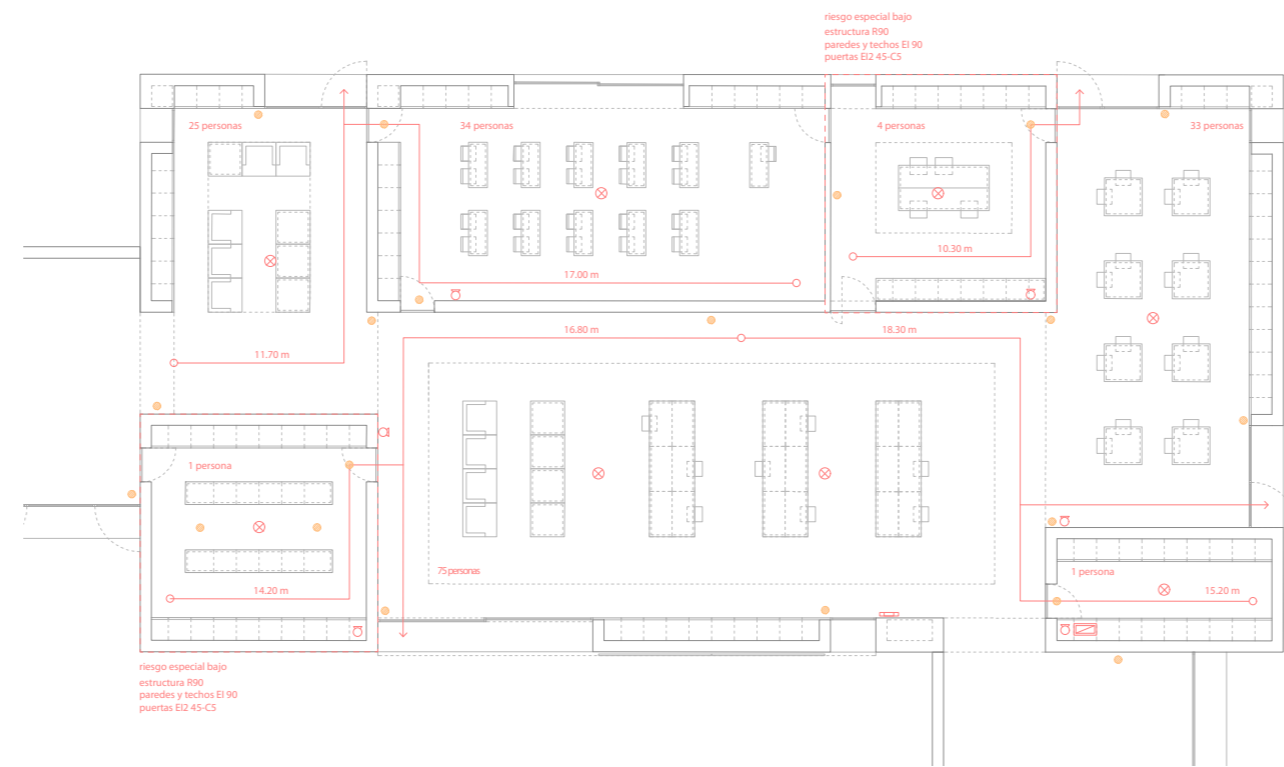 riesgo especial bajo
estructura R90
paredes y techos EI 90
puertas EI2 45-C5
25 personas
34 personas
4 personas
33 personas
10.30 m
17.00 m
16.80 m
18.30 m
11.70 m
1 persona
75 personas
1 persona
14.20 m
15.20 m
riesgo especial bajo
estructura R90
paredes y techos EI 90
puertas EI2 45-C5